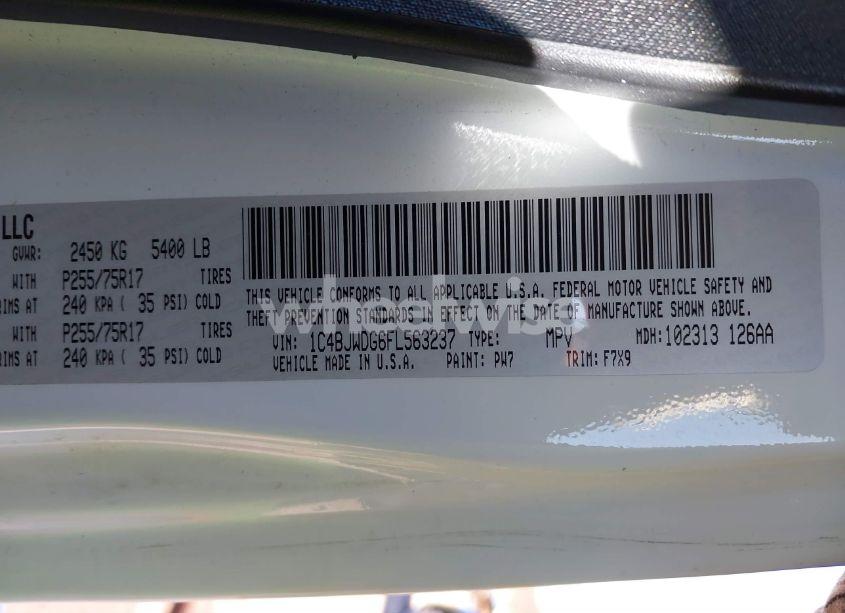 LLC
GVWR: 2450 KG 5400 LB
WITH P255/75R17 TIRES
RIMS AT 240 KPA ( 35 PSI) COLD
WITH P255/75R17 TIRES
RIMS AT 240 KPA ( 35 PSI) COLD
THIS VEHICLE CONFORMS TO ALL APPLICABLE U.S.A. FEDERAL MOTOR VEHICLE SAFETY AND
THEFT PREVENTION STANDARDS IN EFFECT ON THE DATE OF MANUFACTURE SHOWN ABOVE.
VIN: 1C4BJWDG6FL563237 TYPE: MPV MDH: 102313 126AA
VEHICLE MADE IN U.S.A. PAINT: PW7 TRIM: F7X9
wheelwise